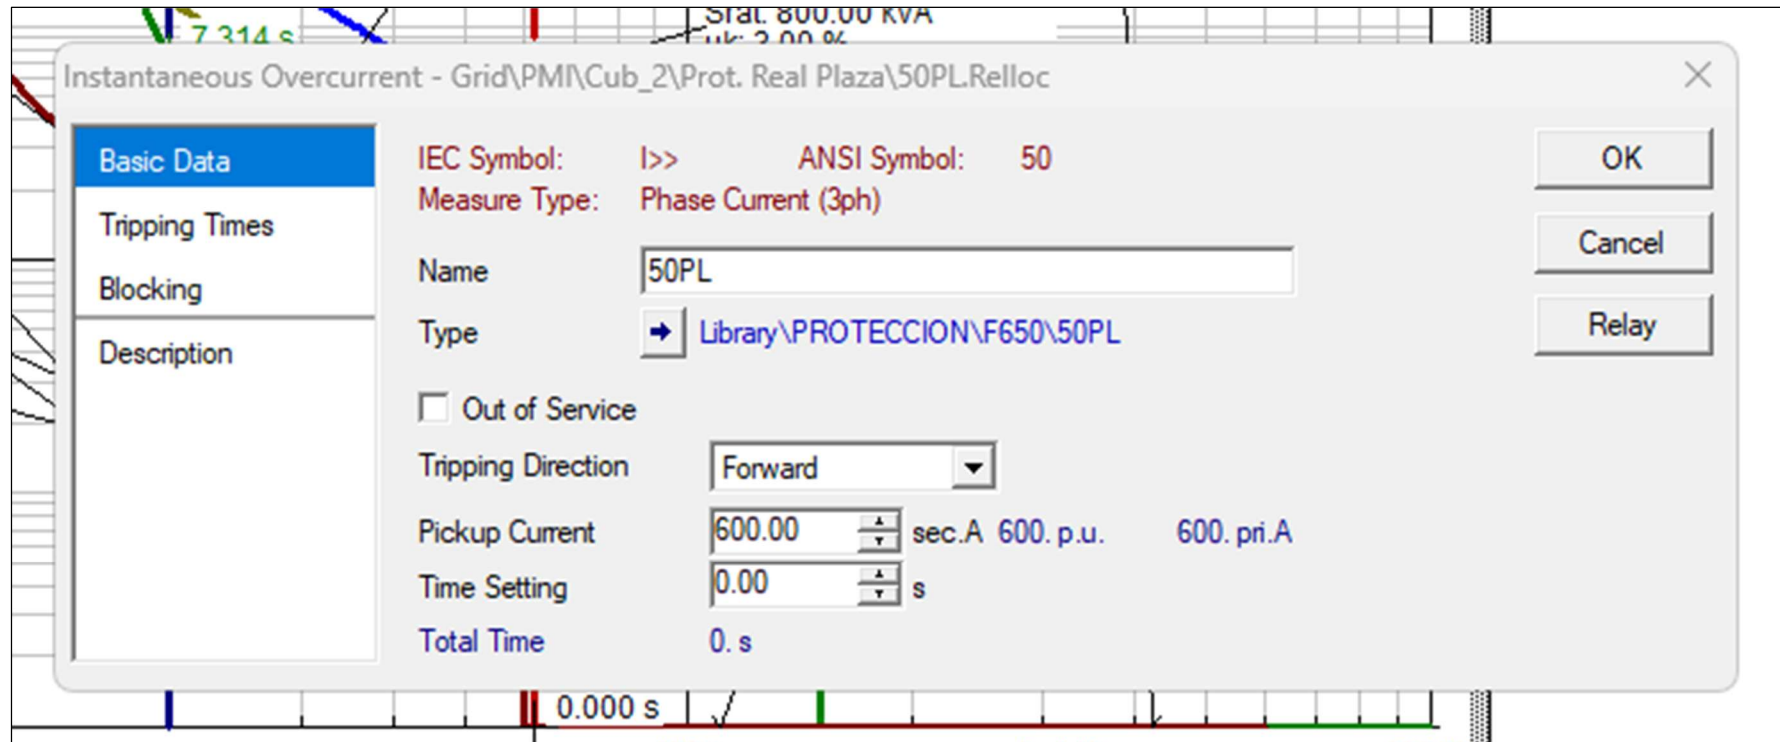 Srat: 800.00 kVA
7.314 s
uk: 3.00 %
Instantaneous Overcurrent - Grid\PMI\Cub_2\Prot. Real Plaza\50PL.Relloc
Basic Data
Tripping Times
Blocking
Description
IEC Symbol: I>> ANSI Symbol: 50
Measure Type: Phase Current (3ph)
Name 50PL
Type Library\PROTECCION\F650\50PL
Out of Service
Tripping Direction Forward
Pickup Current 600.00 sec.A 600. p.u. 600. pri.A
Time Setting 0.00 s
Total Time 0. s
OK
Cancel
Relay
0.000 s